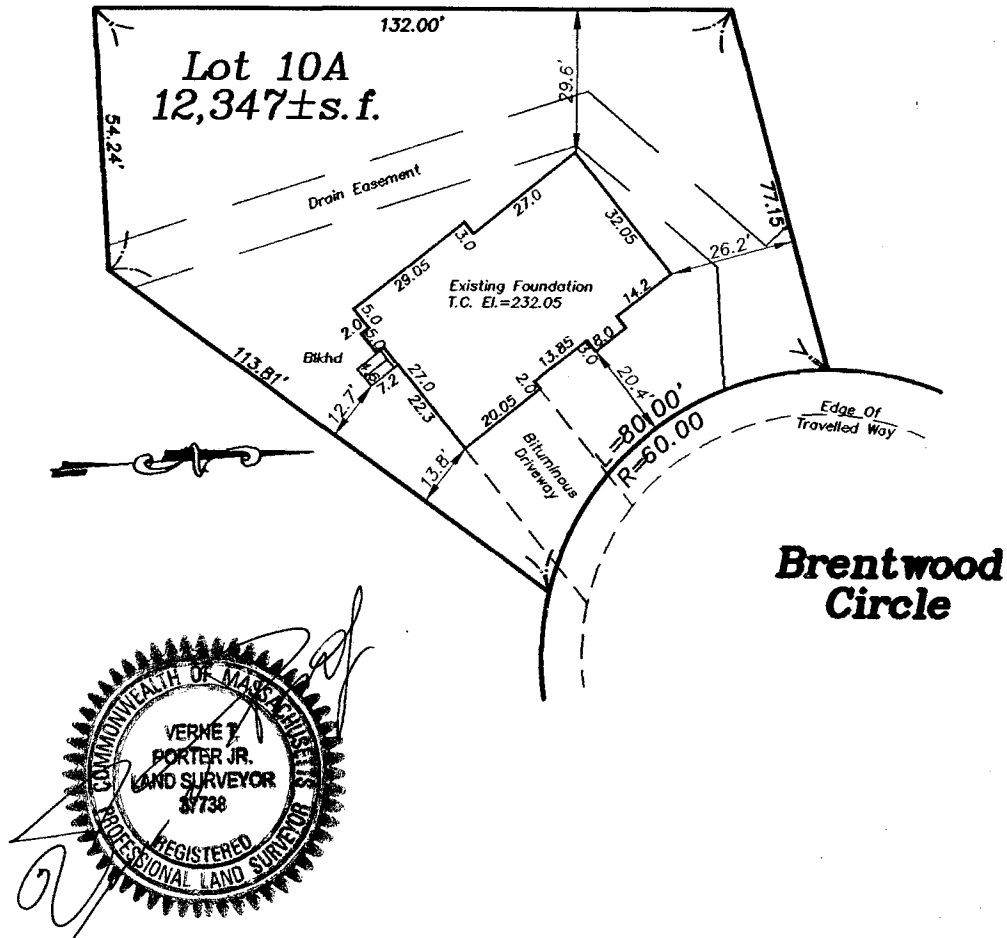 132.00'
Lot 10A
12,347±s.f.
29.6'
54.24'
Drain Easement
77.15'
27.0
3.0
32.05
26.2'
29.05
Existing Foundation
T.C. El.=232.05
14.2
5.0
2.0
5.0
Blkhd
7.2
27.0
22.3
13.85
3.0
8.0
20.4'
113.81'
12.7'
2.0
20.05
L=80.00'
R=60.00
Edge Of
Travelled Way
13.8'
Bituminous
Driveway
Brentwood
Circle
COMMONWEALTH OF MASSACHUSETTS
VERNE T.
PORTER JR.
LAND SURVEYOR
37738
REGISTERED
PROFESSIONAL LAND SURVEYOR